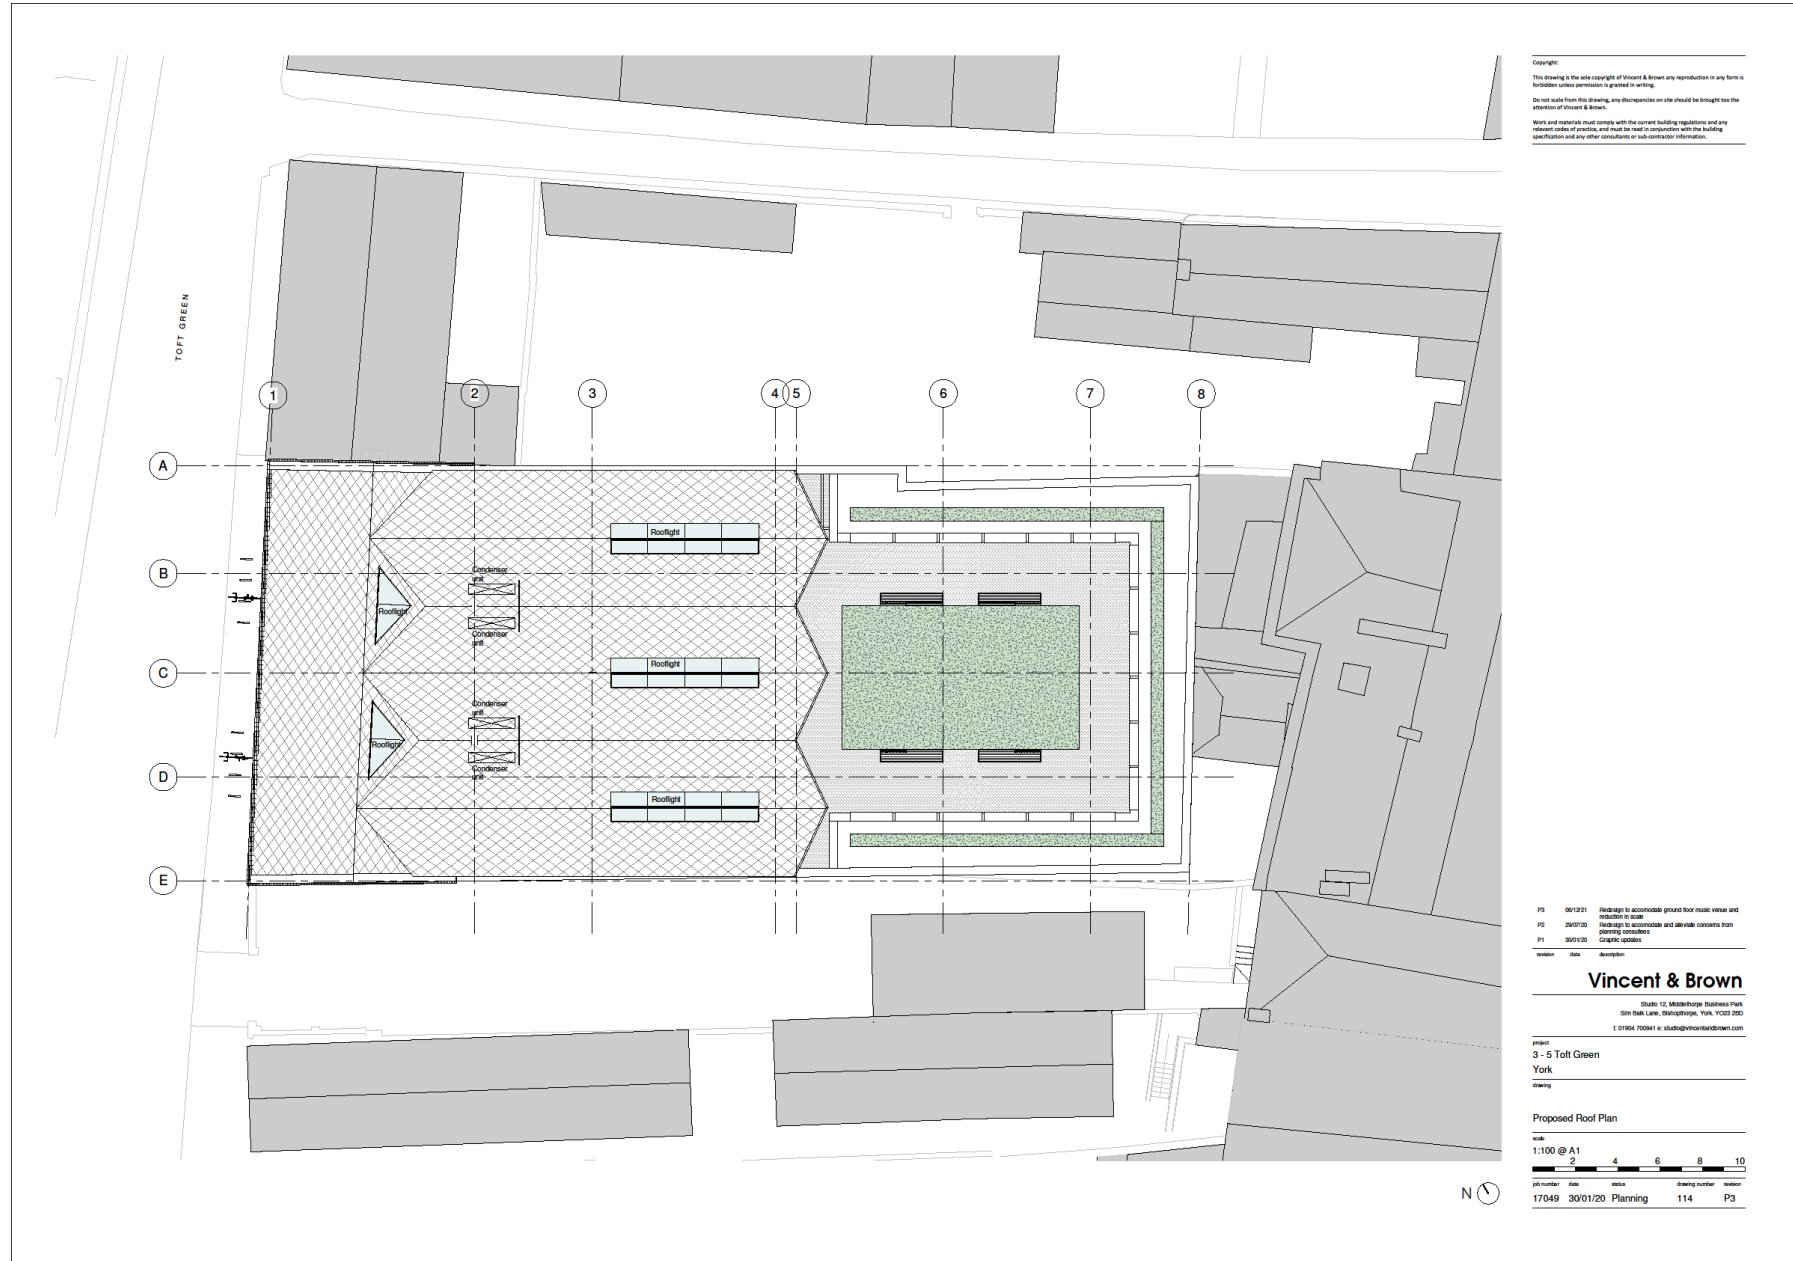 Copyright:
This drawing is the sole copyright of Vincent & Brown any reproduction in any form is
forbidden unless permission is granted in writing.
Do not scale from this drawing, any discrepancies on site should be brought too the
attention of Vincent & Brown.
Work and materials must comply with the current building regulations and any
relevant codes of practice, and must be read in conjunction with the building
specification and any other consultants or sub-contractor information.
TOFT GREEN
1 2 3 4 5 6 7 8
A
B
C
D
E
Rooflight
Condenser
unit
Rooflight
Condenser
unit
Rooflight
Condenser
unit
Rooflight
Condenser
unit
Rooflight
P3 06/12/21 Redesign to accomodate ground floor music venue and
reduction in scale
P2 29/07/20 Redesign to accomodate and alleviate concerns from
planning consultees
P1 30/01/20 Graphic updates
revision date description
Vincent & Brown
Studio 12, Middlethorpe Business Park
Sim Balk Lane, Bishopthorpe, York. YO23 2BD
t: 01904 700941 e: studio@vincentandbrown.com
project
3 - 5 Toft Green
York
drawing
Proposed Roof Plan
scale
1:100 @ A1
2 4 6 8 10
job number date status drawing number revision
17049 30/01/20 Planning 114 P3
N